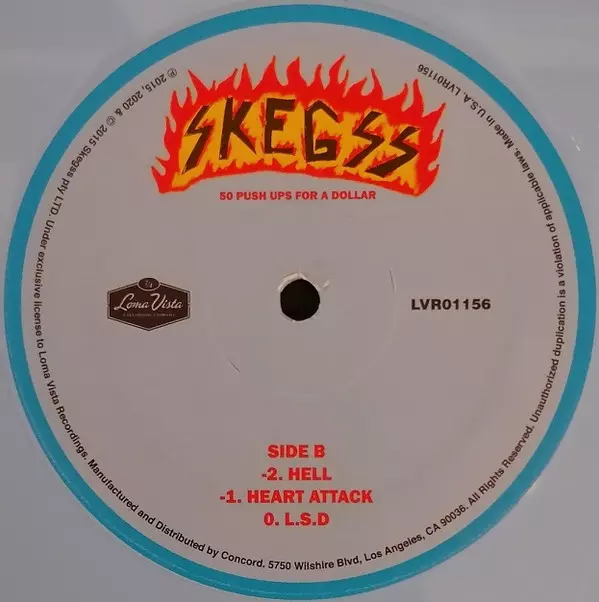 SKEGSS
50 PUSH UPS FOR A DOLLAR
Loma Vista
LVR01156
SIDE B
-2. HELL
-1. HEART ATTACK
0. L.S.D
℗ 2015, 2020 & © 2015 Skegss pty LTD. Under exclusive license to Loma Vista Recordings. Manufactured and Distributed by Concord. 5750 Wilshire Blvd, Los Angeles, CA 90036. All Rights Reserved. Unauthorized duplication is a violation of applicable laws. Made in U.S.A. LVR01156